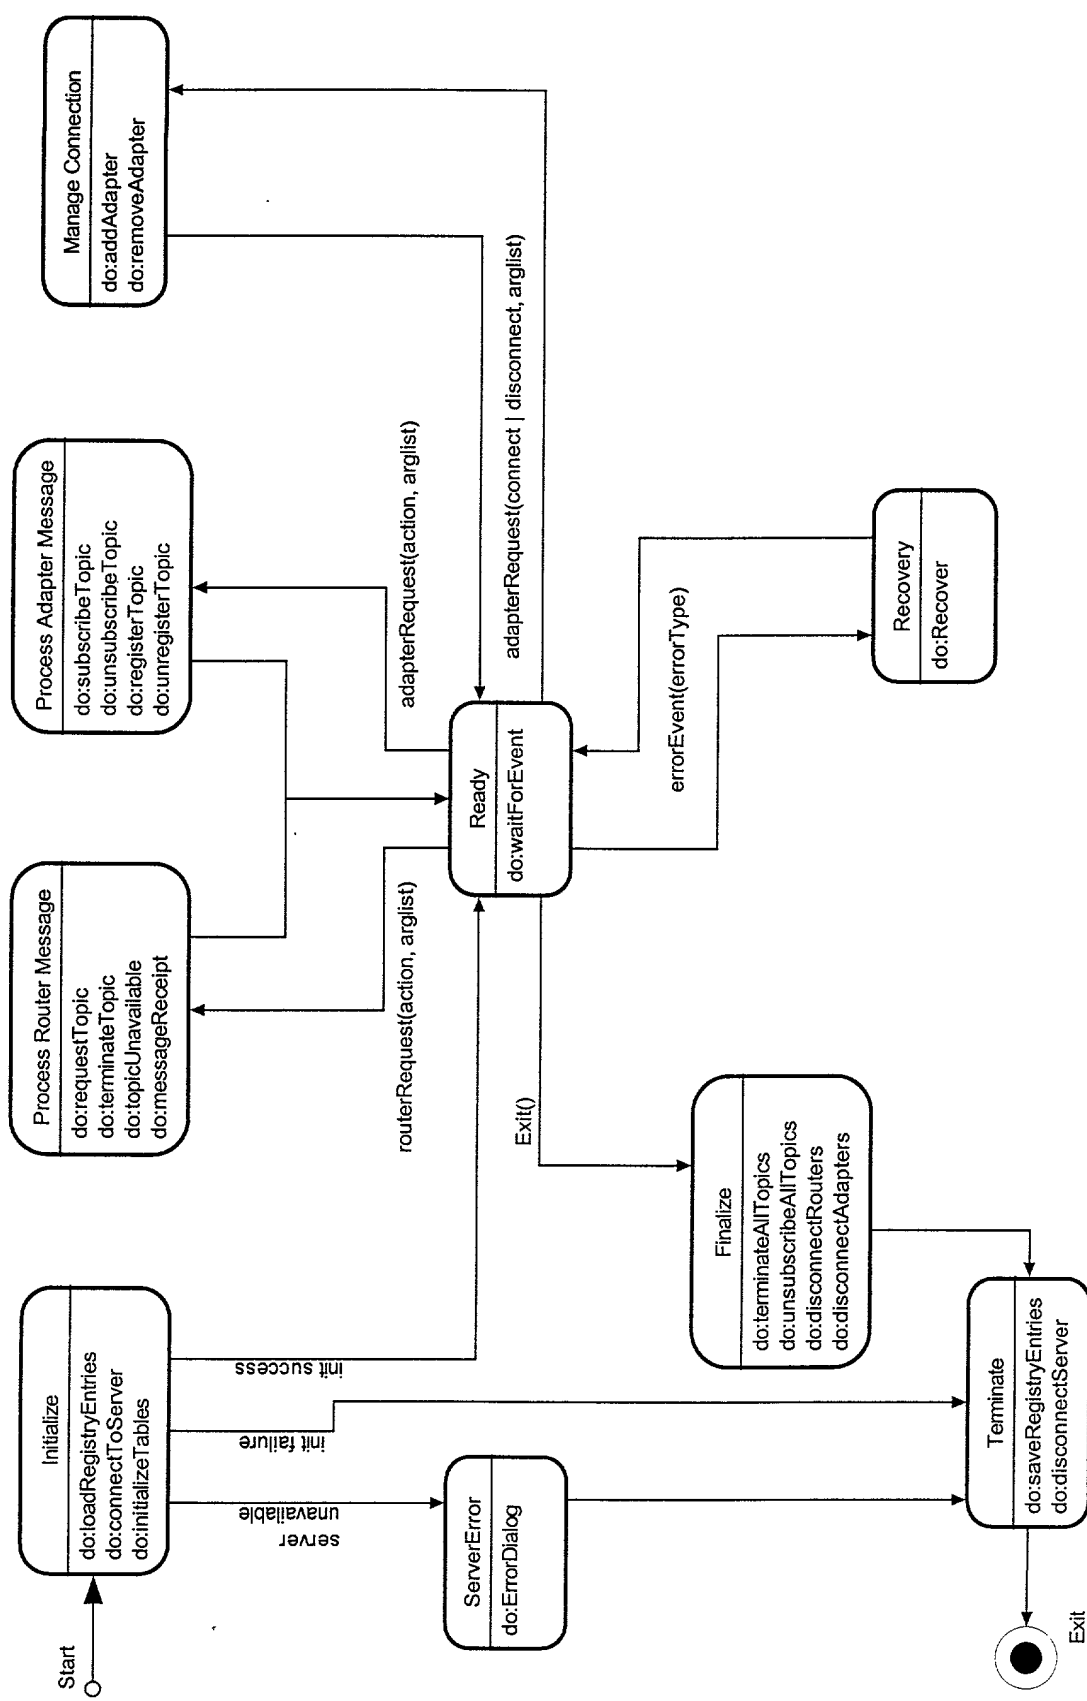 Start
Initialize
do:loadRegistryEntries
do:connectToServer
do:initializeTables
server
unavailable
init failure
init success
ServerError
do:ErrorDialog
Process Router Message
do:requestTopic
do:terminateTopic
do:topicUnavailable
do:messageReceipt
Process Adapter Message
do:subscribeTopic
do:unsubscribeTopic
do:registerTopic
do:unregisterTopic
Manage Connection
do:addAdapter
do:removeAdapter
routerRequest(action, arglist)
adapterRequest(action, arglist)
Ready
do:waitForEvent
adapterRequest(connect | disconnect, arglist)
Exit()
errorEvent(errorType)
Finalize
do:terminateAllTopics
do:unsubscribeAllTopics
do:disconnectRouters
do:disconnectAdapters
Recovery
do:Recover
Terminate
do:saveRegistryEntries
do:disconnectServer
Exit